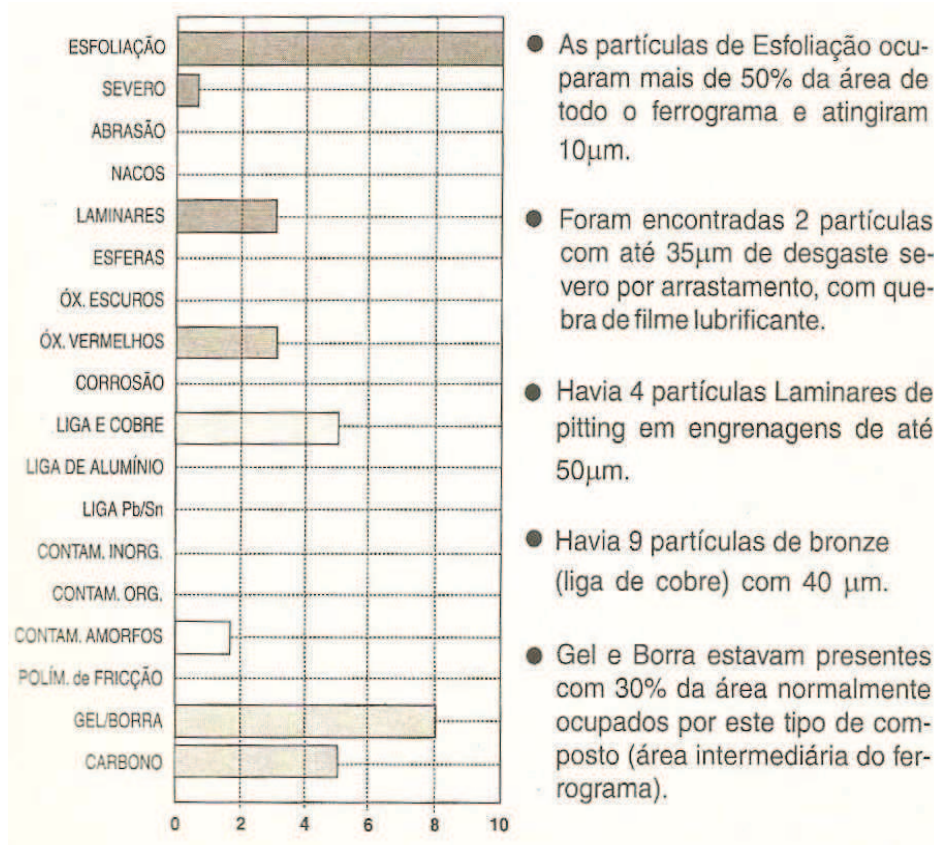 ESFOLIAÇÃO
SEVERO
ABRASÃO
NACOS
LAMINARES
ESFERAS
ÓX. ESCUROS
ÓX. VERMELHOS
CORROSÃO
LIGA E COBRE
LIGA DE ALUMÍNIO
LIGA Pb/Sn
CONTAM. INORG.
CONTAM. ORG.
CONTAM. AMORFOS
POLÍM. de FRICÇÃO
GEL/BORRA
CARBONO
0 2 4 6 8 10
● As partículas de Esfoliação ocu-
param mais de 50% da área de
todo o ferrograma e atingiram
10μm.
● Foram encontradas 2 partículas
com até 35μm de desgaste se-
vero por arrastamento, com que-
bra de filme lubrificante.
● Havia 4 partículas Laminares de
pitting em engrenagens de até
50μm.
● Havia 9 partículas de bronze
(liga de cobre) com 40 μm.
● Gel e Borra estavam presentes
com 30% da área normalmente
ocupados por este tipo de com-
posto (área intermediária do fer-
rograma).